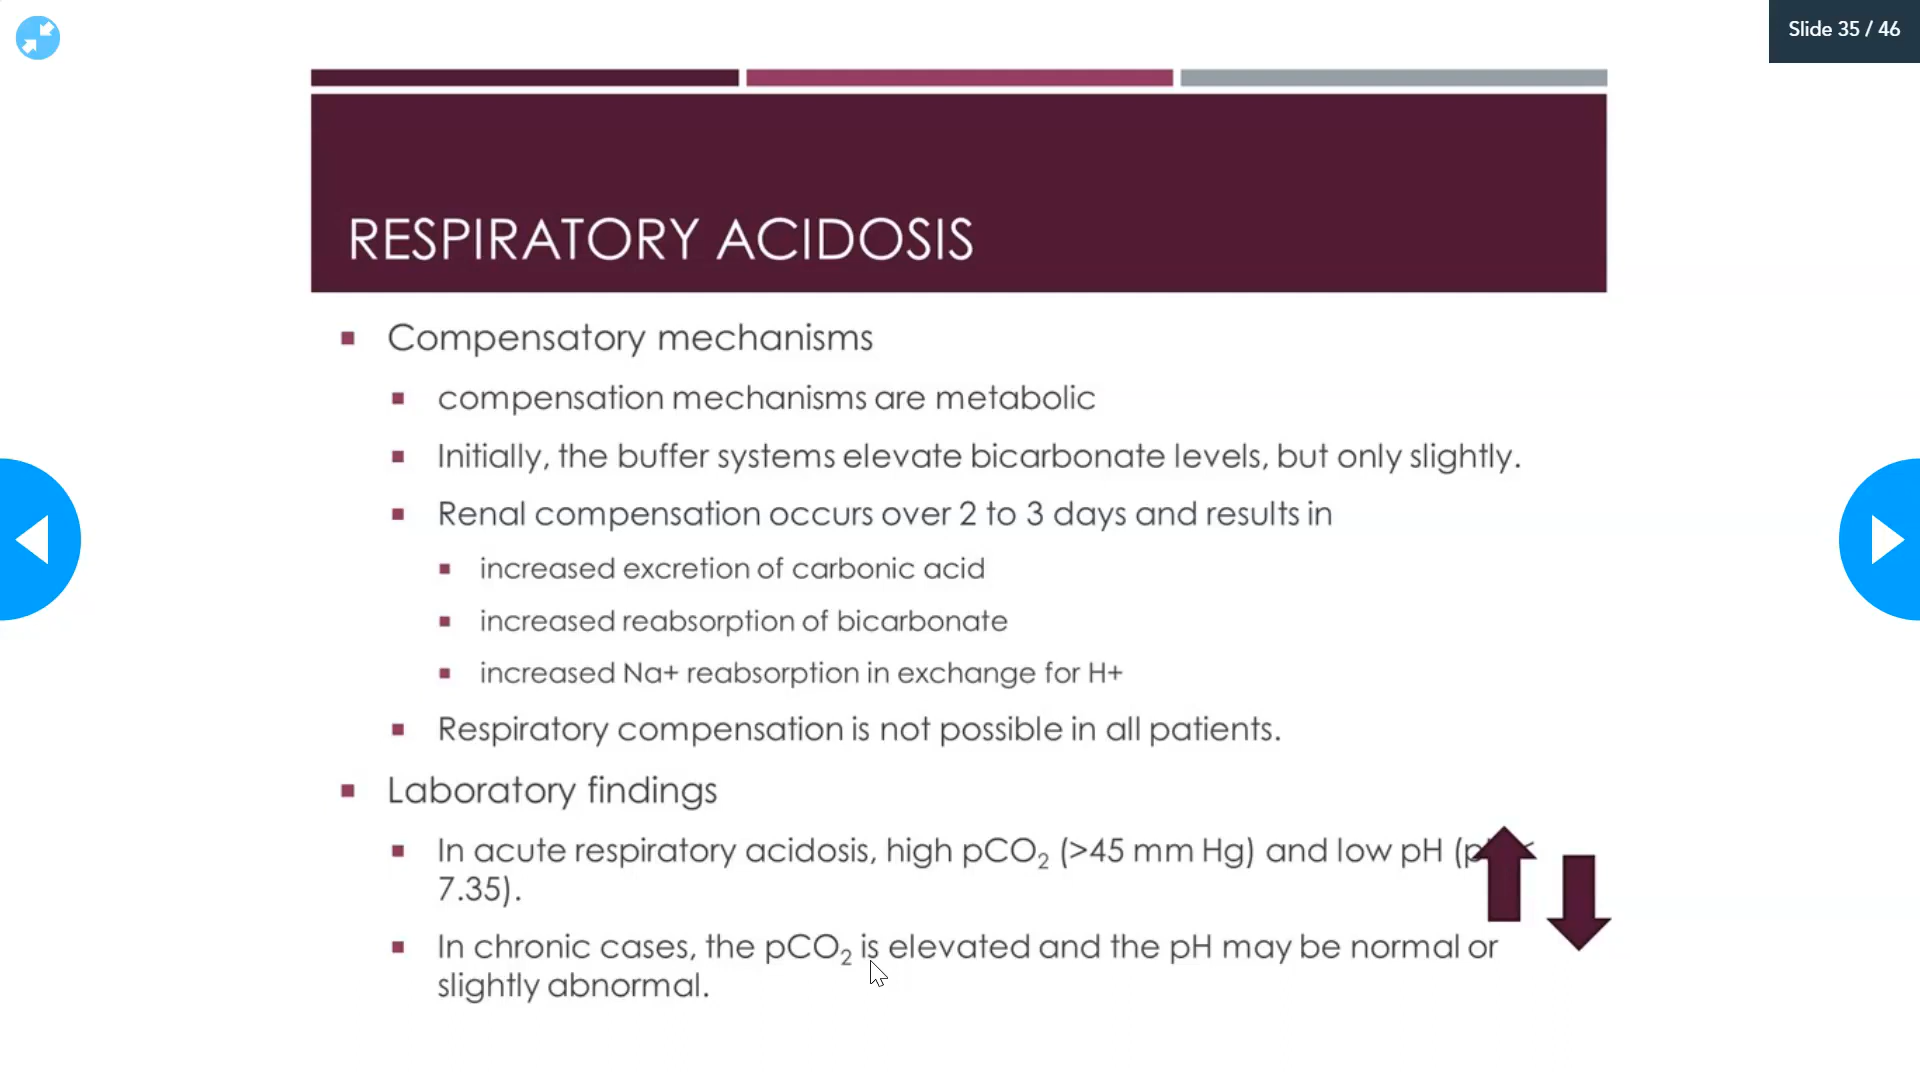 Slide 35 / 46
RESPIRATORY ACIDOSIS
Compensatory mechanisms
compensation mechanisms are metabolic
Initially, the buffer systems elevate bicarbonate levels, but only slightly.
Renal compensation occurs over 2 to 3 days and results in
increased excretion of carbonic acid
increased reabsorption of bicarbonate
increased Na+ reabsorption in exchange for H+
Respiratory compensation is not possible in all patients.
Laboratory findings
In acute respiratory acidosis, high pCO₂ (>45 mm Hg) and low pH (
7.35).
In chronic cases, the pCO₂ is elevated and the pH may be normal or
slightly abnormal.